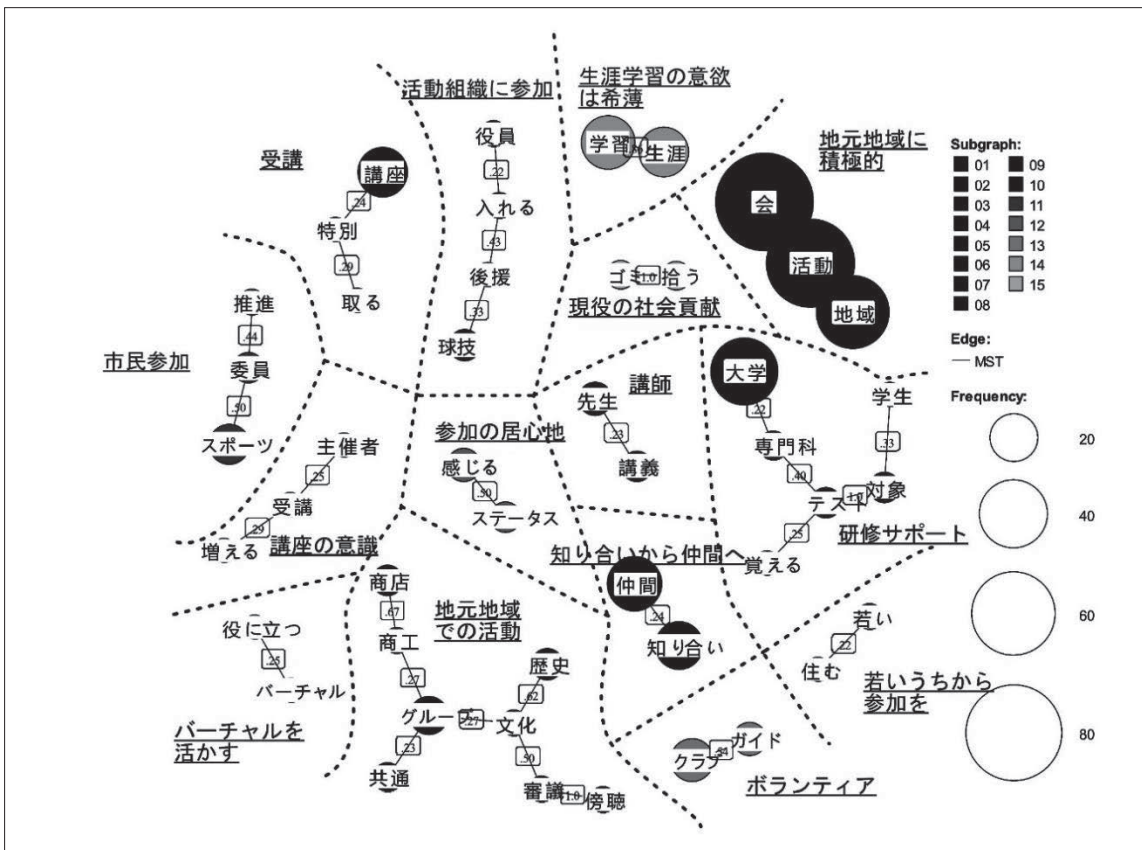 活動組織に参加
役員
.22
入れる
.43
後援
.33
球技
生涯学習の意欲
は希薄
学習
生涯
地元地域に
積極的
会
活動
地域
受講
講座
.24
特別
.29
取る
ゴミ
1.0
拾う
現役の社会貢献
推進
.44
委員
.50
スポーツ
市民参加
主催者
.25
受講
.29
増える
講座の意識
参加の居心地
感じる
.50
ステータス
講師
先生
.23
講義
大学
.22
専門科
.40
テスト
1.0
対象
.33
学生
.25
覚える
研修サポート
知り合いから仲間へ
仲間
.24
知り合い
役に立つ
.25
バーチャル
バーチャルを
活かす
商店
.67
商工
.27
グループ
.27
文化
.62
歴史
.23
共通
.50
審議
1.0
傍聴
地元地域
での活動
若い
.22
住む
若いうちから
参加を
クラブ
ガイド
ボランティア
Subgraph:
01 09
02 10
03 11
04 12
05 13
06 14
07 15
08
Edge:
MST
Frequency:
20
40
60
80